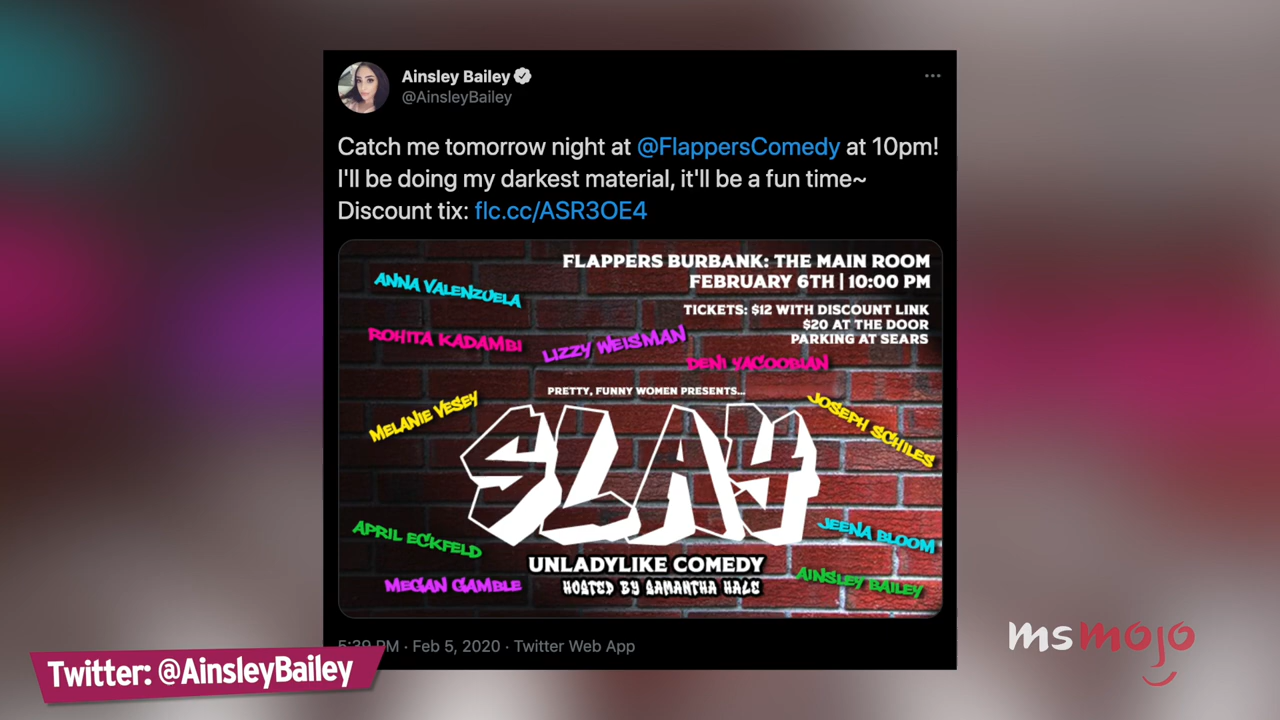 Ainsley Bailey
@AinsleyBailey
Catch me tomorrow night at @FlappersComedy at 10pm!
I'll be doing my darkest material, it'll be a fun time~
Discount tix: flc.cc/ASR3OE4
FLAPPERS BURBANK: THE MAIN ROOM
FEBRUARY 6TH | 10:00 PM
TICKETS: $12 WITH DISCOUNT LINK
$20 AT THE DOOR
PARKING AT SEARS
ANNA VALENZUELA
ROHITA KADAMBI
LIZZY WEISMAN
DENI YACOOBIAN
PRETTY, FUNNY WOMEN PRESENTS...
MELANIE VESEY
JOSEPH SCHILES
SLAY
APRIL ECKFELD
JEENA BLOOM
UNLADYLIKE COMEDY
MEGAN GAMBLE
HOSTED BY SAMANTHA HALE
AINSLEY BAILEY
5:39 PM · Feb 5, 2020 · Twitter Web App
Twitter: @AinsleyBailey
msmojo